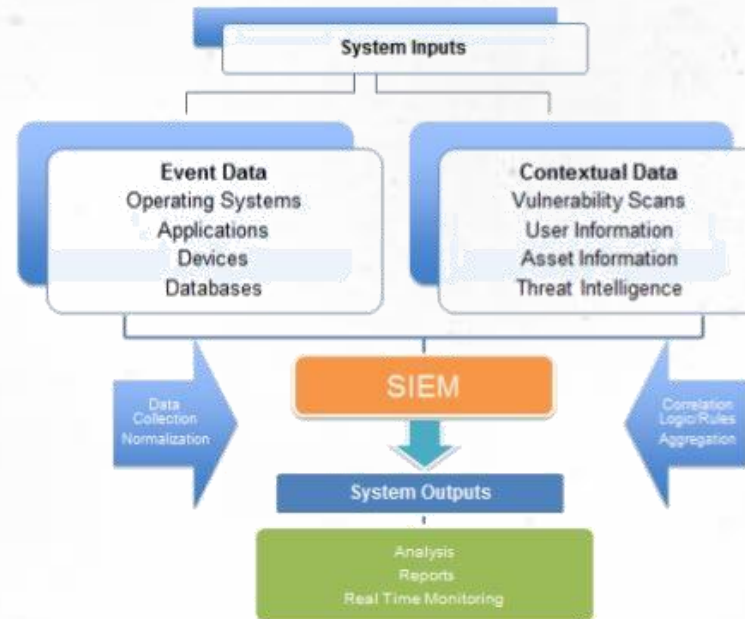 System Inputs
Event Data
Operating Systems
Applications
Devices
Databases
Contextual Data
Vulnerability Scans
User Information
Asset Information
Threat Intelligence
SIEM
Data
Collection
Normalization
Correlation
Logic/Rules
Aggregation
System Outputs
Analysis
Reports
Real Time Monitoring